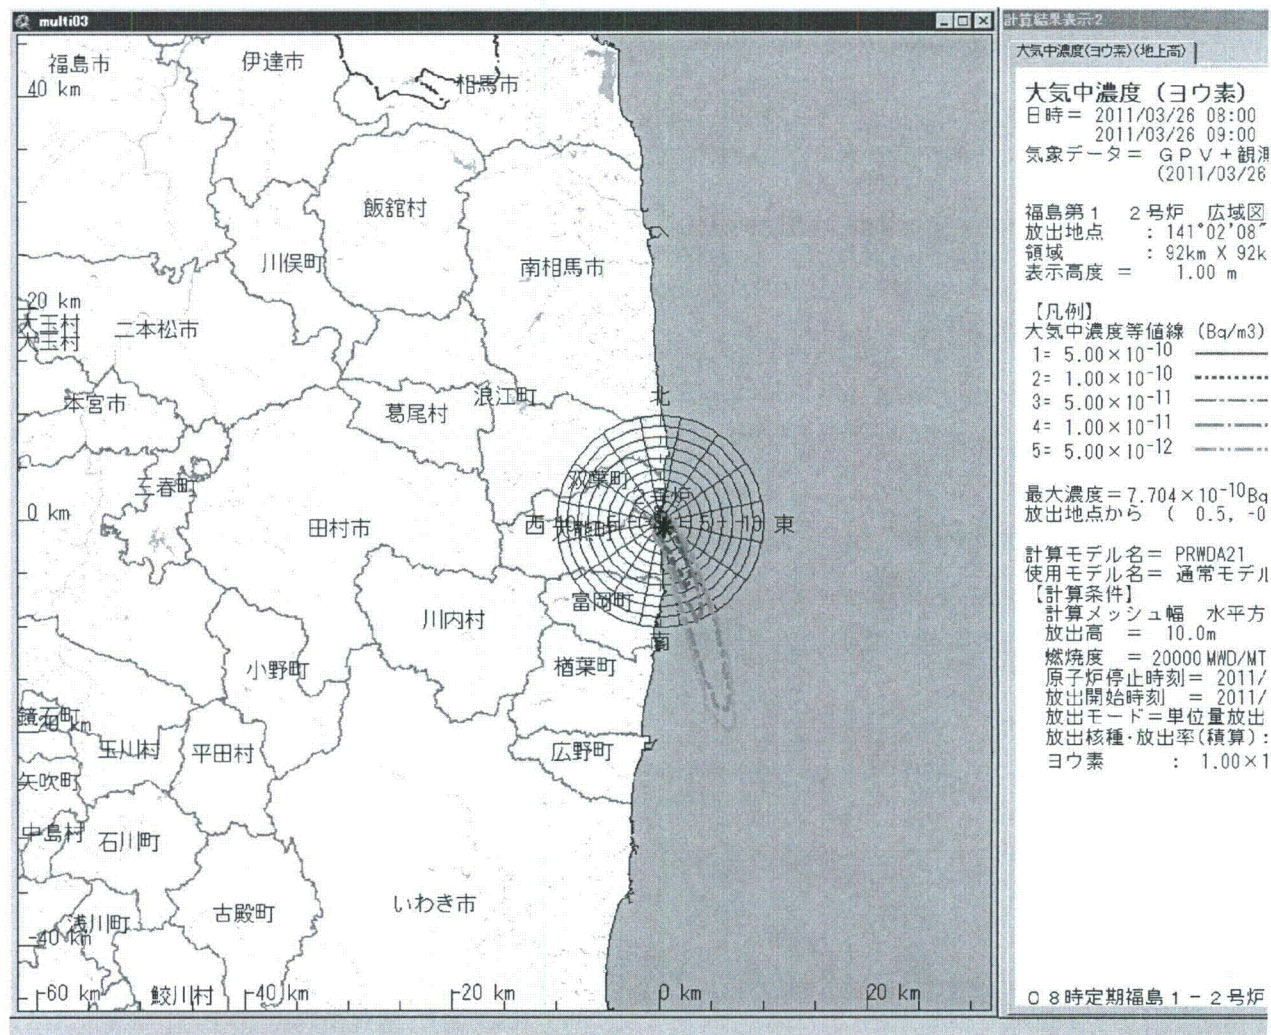 multi03
福島市
伊達市
相馬市
40 km
飯舘村
川俣町
南相馬市
20 km
大玉村
大玉村
二本松市
本宮市
葛尾村
浪江町
北
三春町
双葉町
2号炉
0 km
田村市
西
-10
-5
大熊町
5
10
東
富岡町
川内村
南
小野町
楢葉町
鏡石町
-20 km
玉川村
平田村
広野町
矢吹町
中島村
石川町
浅川町
古殿町
いわき市
-40 km
-60 km
鮫川村
-40 km
-20 km
0 km
20 km
計算結果表示:2
大気中濃度(ヨウ素)(地上高)
大気中濃度(ヨウ素)
日時= 2011/03/26 08:00
2011/03/26 09:00
気象データ= GPV+観測
(2011/03/26
福島第1 2号炉 広域図
放出地点 : 141°02'08"
領域 : 92km X 92k
表示高度 = 1.00 m
【凡例】
大気中濃度等値線 (Bq/m3)
1= 5.00×10-10
2= 1.00×10-10
3= 5.00×10-11
4= 1.00×10-11
5= 5.00×10-12
最大濃度=7.704×10-10Bq
放出地点から ( 0.5, -0
計算モデル名= PRWDA21
使用モデル名= 通常モデル
【計算条件】
計算メッシュ幅 水平方
放出高 = 10.0m
燃焼度 = 20000MWD/MT
原子炉停止時刻= 2011/
放出開始時刻 = 2011/
放出モード=単位量放出
放出核種・放出率(積算):
ヨウ素 : 1.00×1
08時定期福島1-2号炉